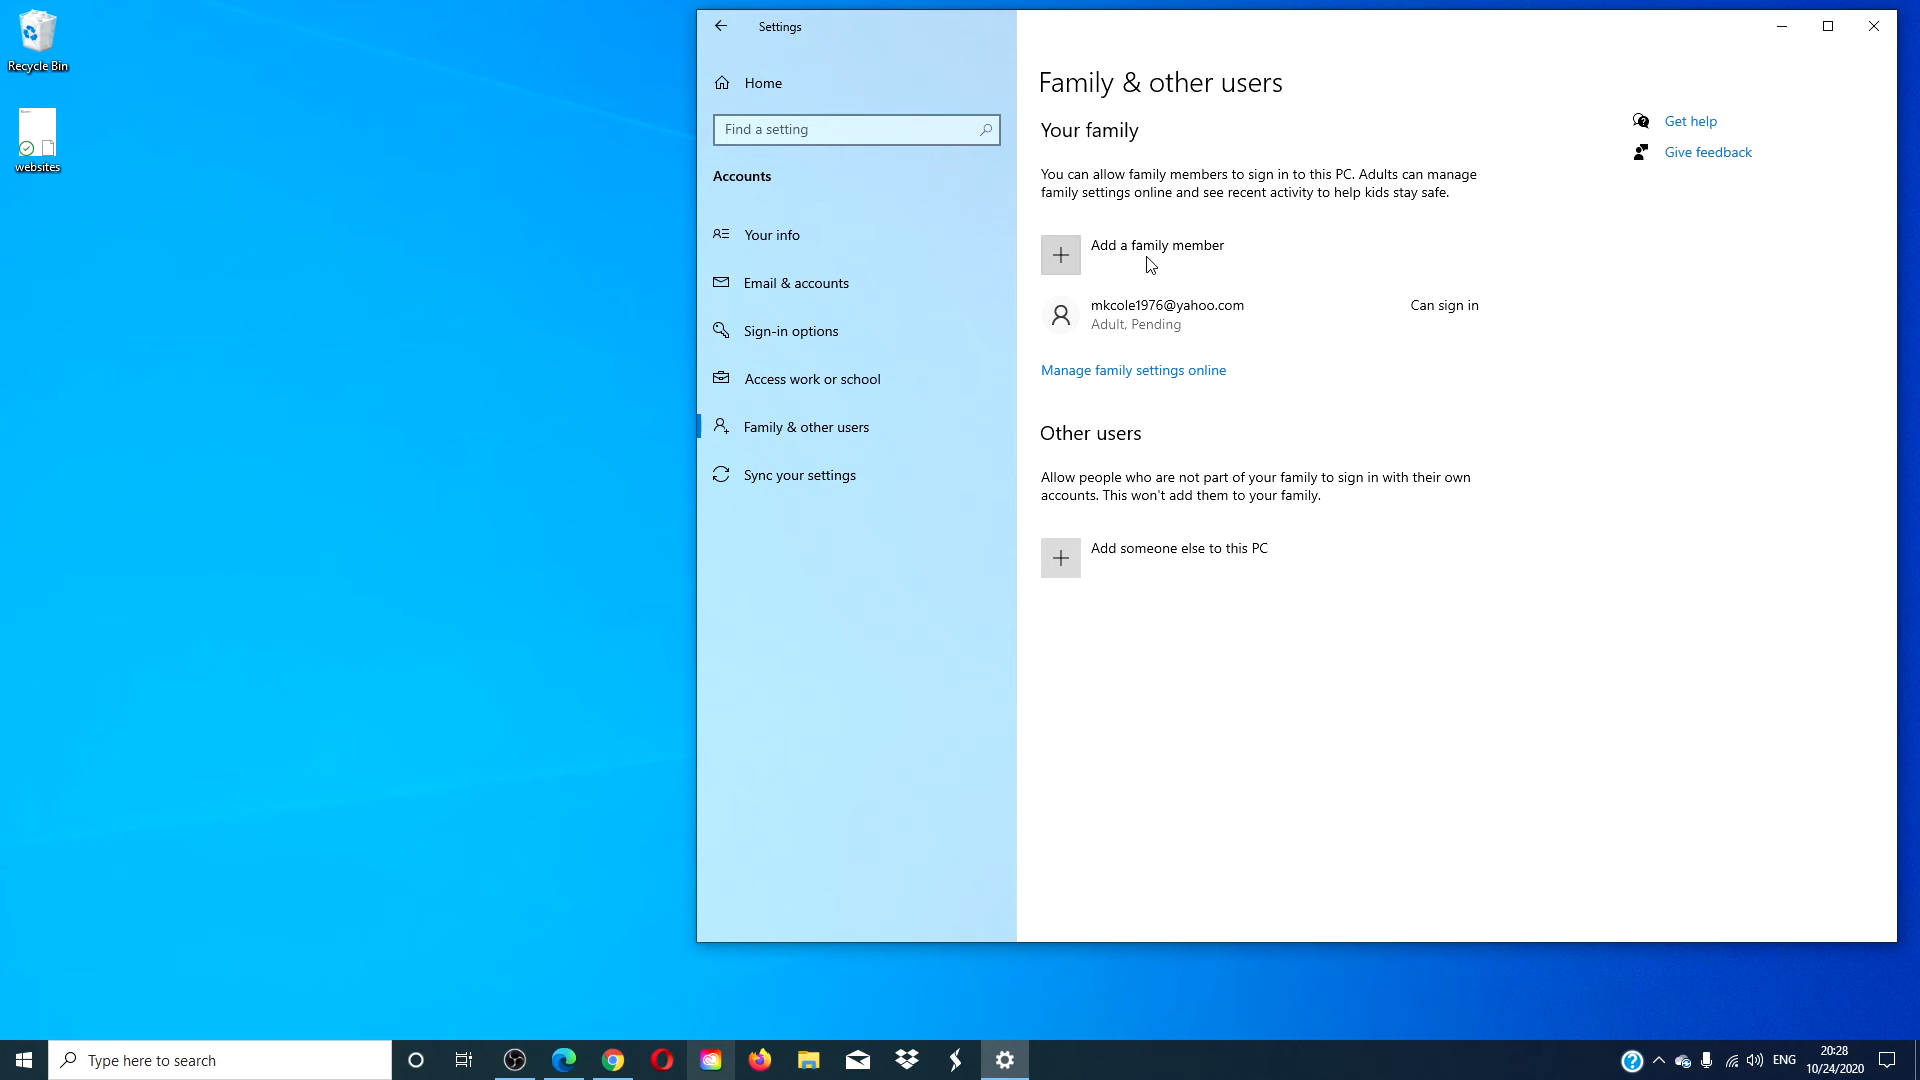 Recycle Bin
websites
Settings
Home
Find a setting
Accounts
Your info
Email & accounts
Sign-in options
Access work or school
Family & other users
Sync your settings
Family & other users
Your family
You can allow family members to sign in to this PC. Adults can manage
family settings online and see recent activity to help kids stay safe.
Add a family member
mkcole1976@yahoo.com
Can sign in
Adult, Pending
Manage family settings online
Other users
Allow people who are not part of your family to sign in with their own
accounts. This won't add them to your family.
Add someone else to this PC
Get help
Give feedback
Type here to search
ENG
20:28
10/24/2020